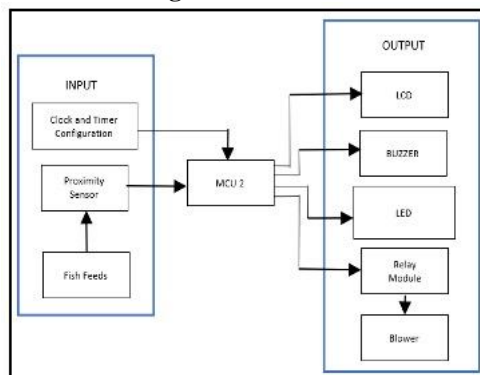 INPUT
Clock and Timer
Configuration
Proximity
Sensor
Fish Feeds
MCU 2
OUTPUT
LCD
BUZZER
LED
Relay
Module
Blower